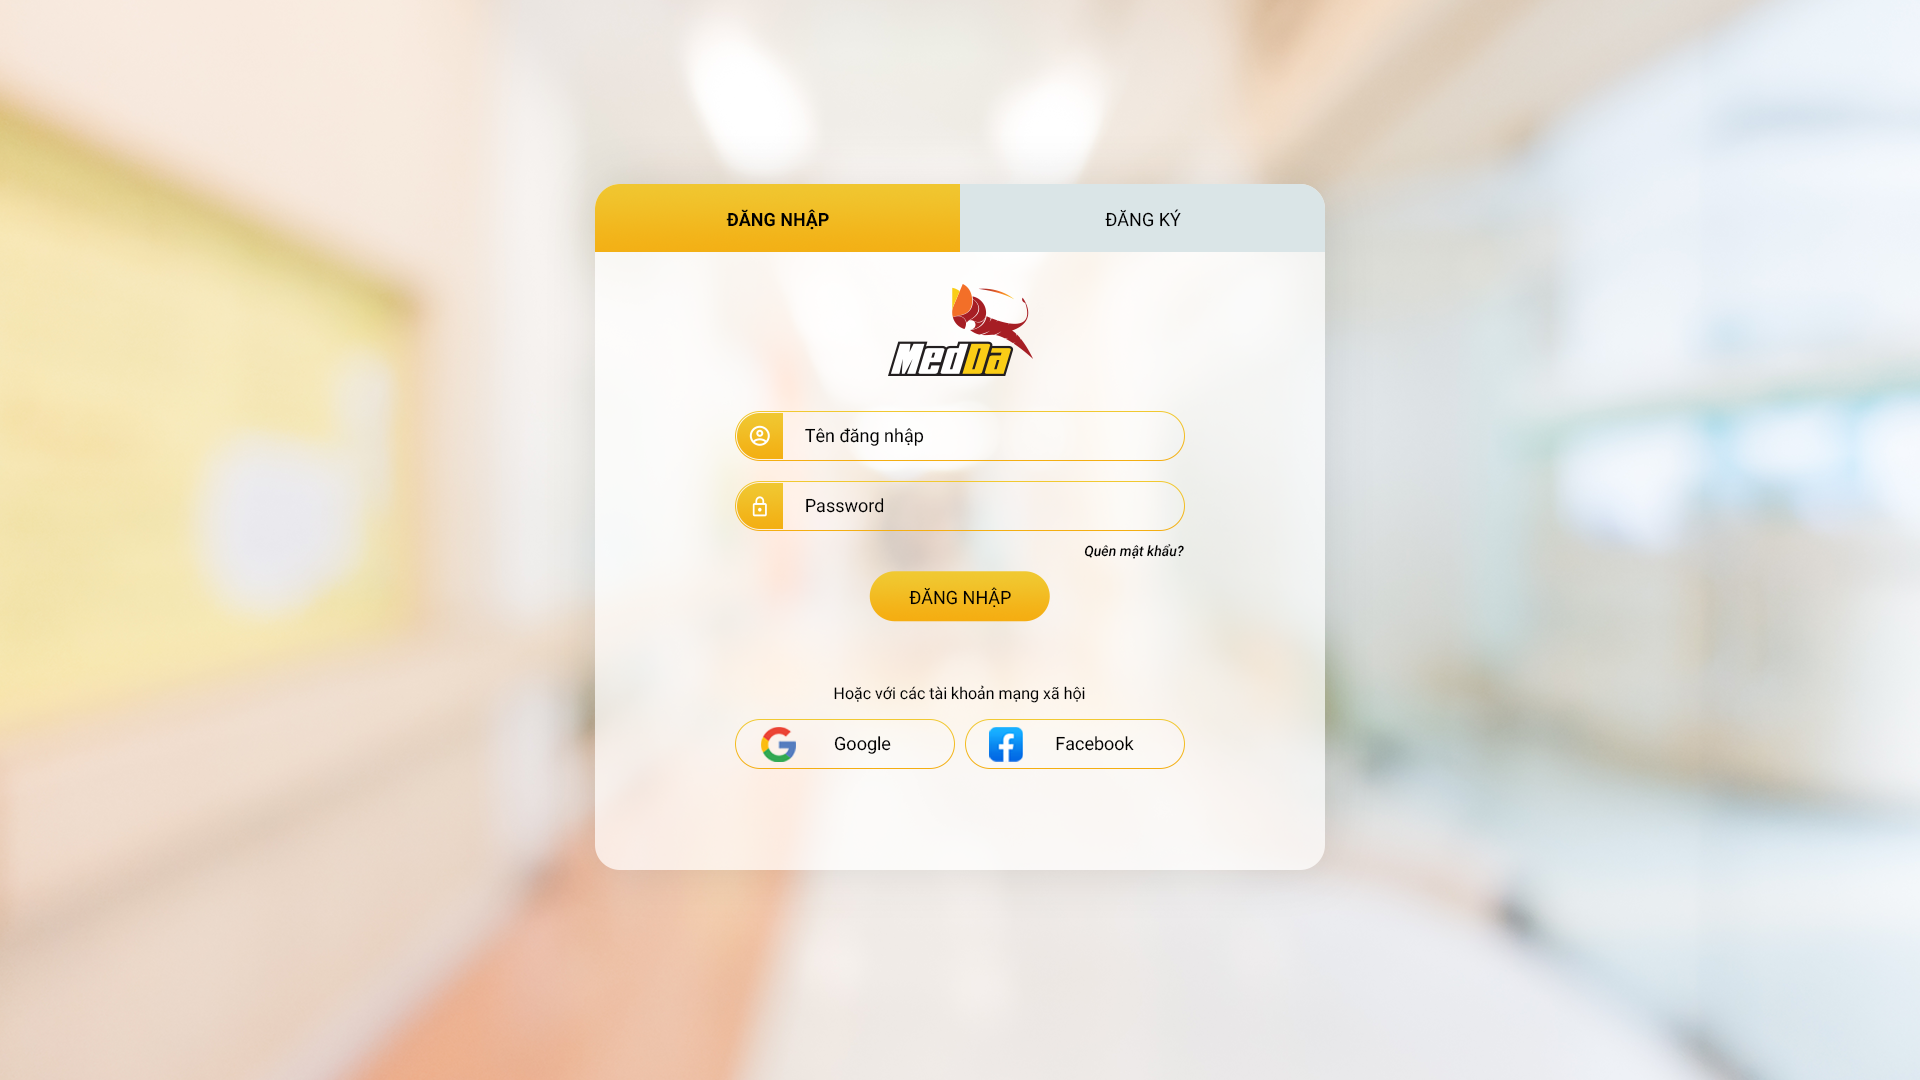 ĐĂNG NHẬP
ĐĂNG KÝ
MedDa
Tên đăng nhập
Password
Quên mật khẩu?
ĐĂNG NHẬP
Hoặc với các tài khoản mạng xã hội
Google
Facebook